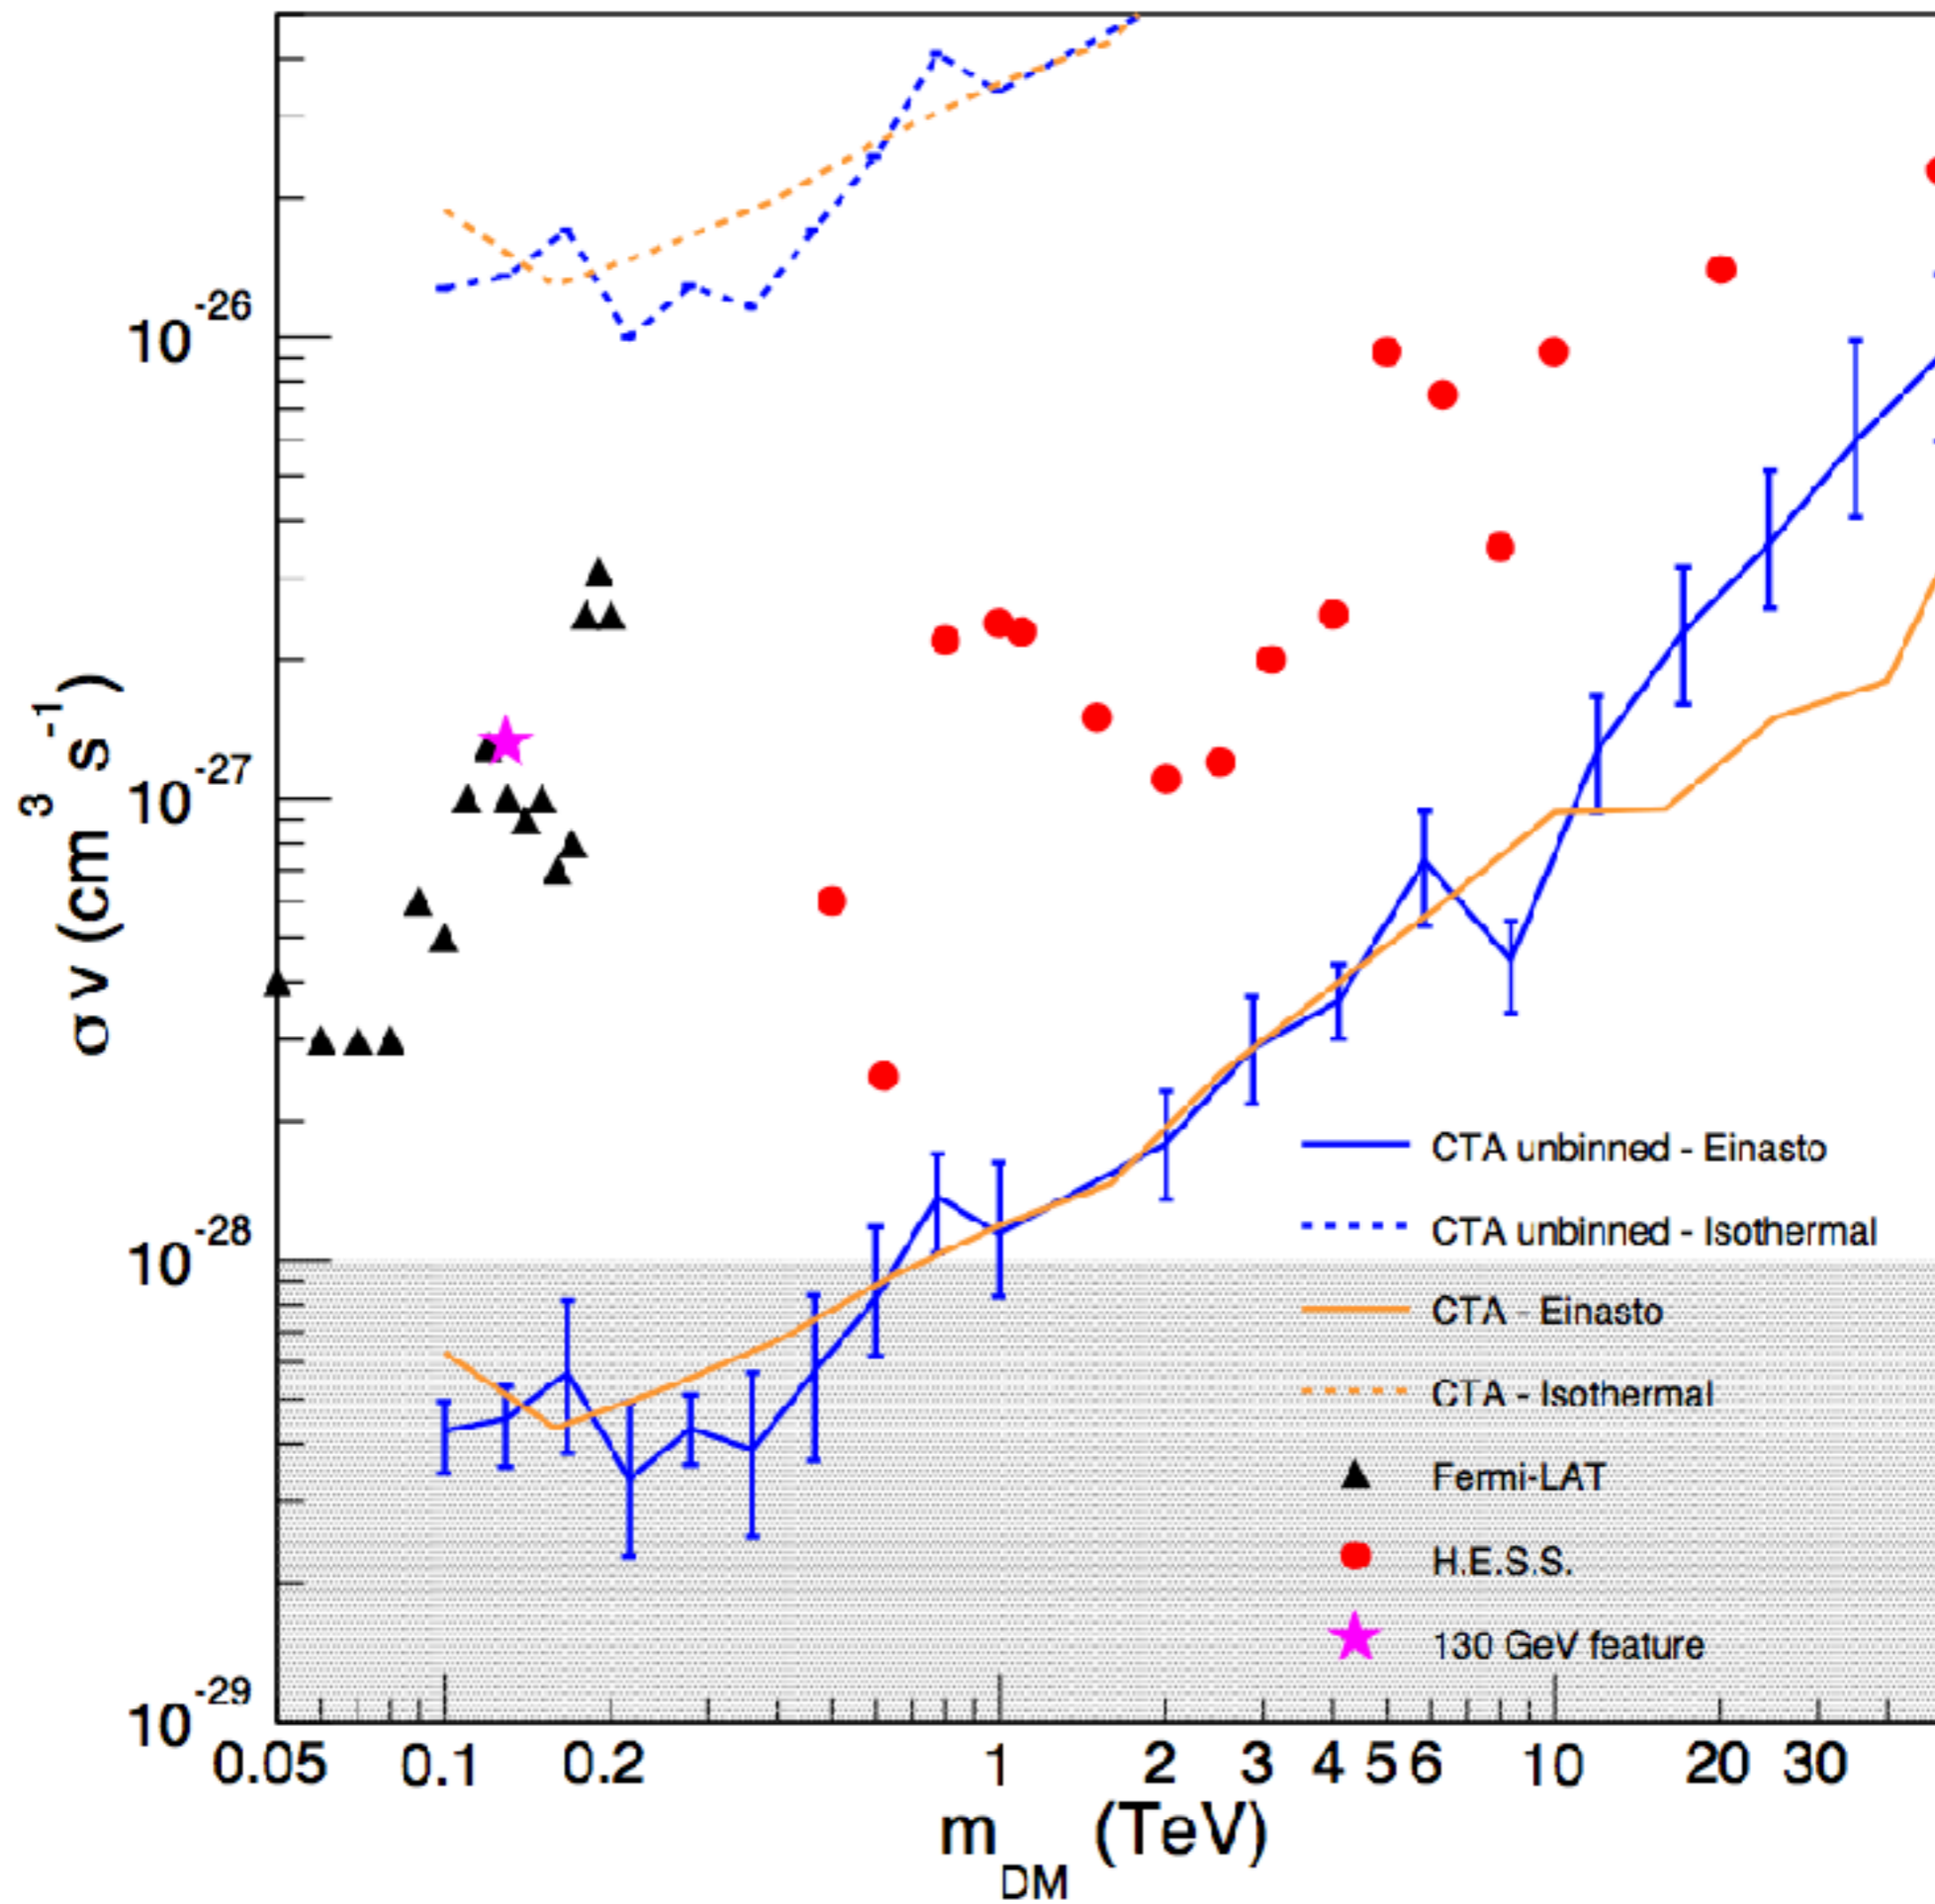 10^-26
10^-27
10^-28
10^-29
σ v (cm^3 s^-1)
0.05 0.1 0.2 1 2 3 4 5 6 10 20 30
m_DM (TeV)
CTA unbinned - Einasto
CTA unbinned - Isothermal
CTA - Einasto
CTA - Isothermal
Fermi-LAT
H.E.S.S.
130 GeV feature